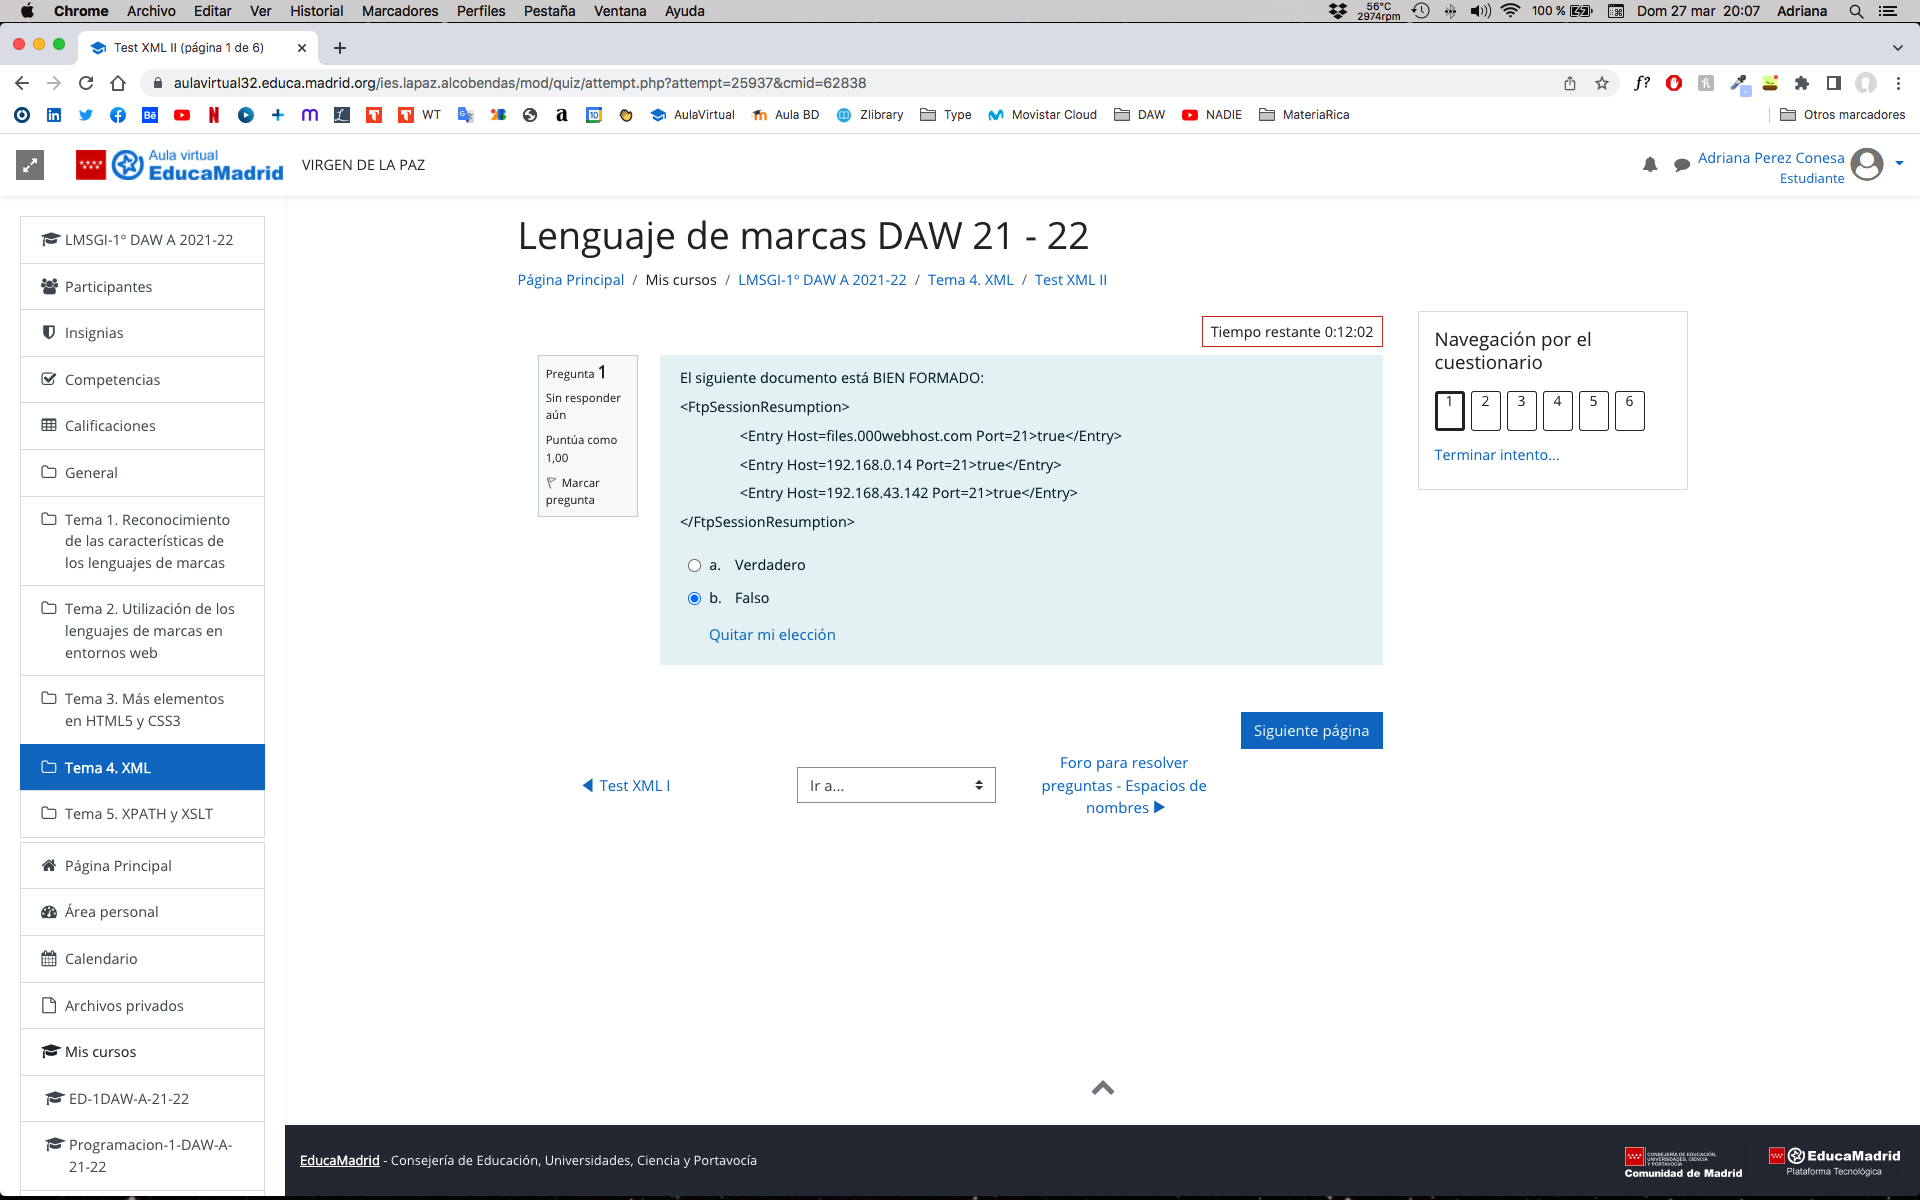 Chrome Archivo Editar Ver Historial Marcadores Perfiles Pestaña Ventana Ayuda 56°C 2974rpm 100 % Dom 27 mar 20:07 Adriana
Test XML II (página 1 de 6)
aulavirtual32.educa.madrid.org/ies.lapaz.alcobendas/mod/quiz/attempt.php?attempt=25937&cmid=62838
WT AulaVirtual Aula BD Zlibrary Type Movistar Cloud DAW NADIE MateriaRica Otros marcadores
Aula virtual
EducaMadrid
VIRGEN DE LA PAZ
Adriana Perez Conesa
Estudiante
LMSGI-1º DAW A 2021-22
Participantes
Insignias
Competencias
Calificaciones
General
Tema 1. Reconocimiento
de las características de
los lenguajes de marcas
Tema 2. Utilización de los
lenguajes de marcas en
entornos web
Tema 3. Más elementos
en HTML5 y CSS3
Tema 4. XML
Tema 5. XPATH y XSLT
Página Principal
Área personal
Calendario
Archivos privados
Mis cursos
ED-1DAW-A-21-22
Programacion-1-DAW-A-
21-22
Lenguaje de marcas DAW 21 - 22
Página Principal / Mis cursos / LMSGI-1º DAW A 2021-22 / Tema 4. XML / Test XML II
Tiempo restante 0:12:02
Pregunta 1
Sin responder
aún
Puntúa como
1,00
Marcar
pregunta
El siguiente documento está BIEN FORMADO:
<FtpSessionResumption>
<Entry Host=files.000webhost.com Port=21>true</Entry>
<Entry Host=192.168.0.14 Port=21>true</Entry>
<Entry Host=192.168.43.142 Port=21>true</Entry>
</FtpSessionResumption>
a. Verdadero
b. Falso
Quitar mi elección
Siguiente página
Test XML I
Ir a...
Foro para resolver
preguntas - Espacios de
nombres
Navegación por el
cuestionario
1 2 3 4 5 6
Terminar intento...
EducaMadrid - Consejería de Educación, Universidades, Ciencia y Portavocía
CONSEJERÍA DE EDUCACIÓN,
UNIVERSIDADES, CIENCIA
Y PORTAVOCÍA
Comunidad de Madrid
EducaMadrid
Plataforma Tecnológica